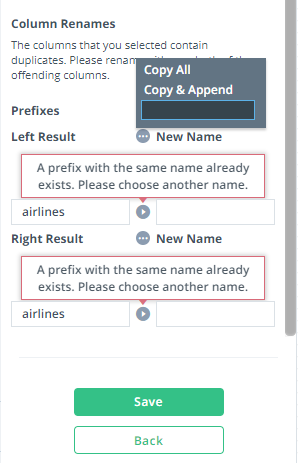 Column Renames
The columns that you selected contain
duplicates. Please rename
offending columns.
Copy All
Copy & Append
Prefixes
Left Result New Name
A prefix with the same name already
exists. Please choose another name.
airlines
Right Result New Name
A prefix with the same name already
exists. Please choose another name.
airlines
Save
Back